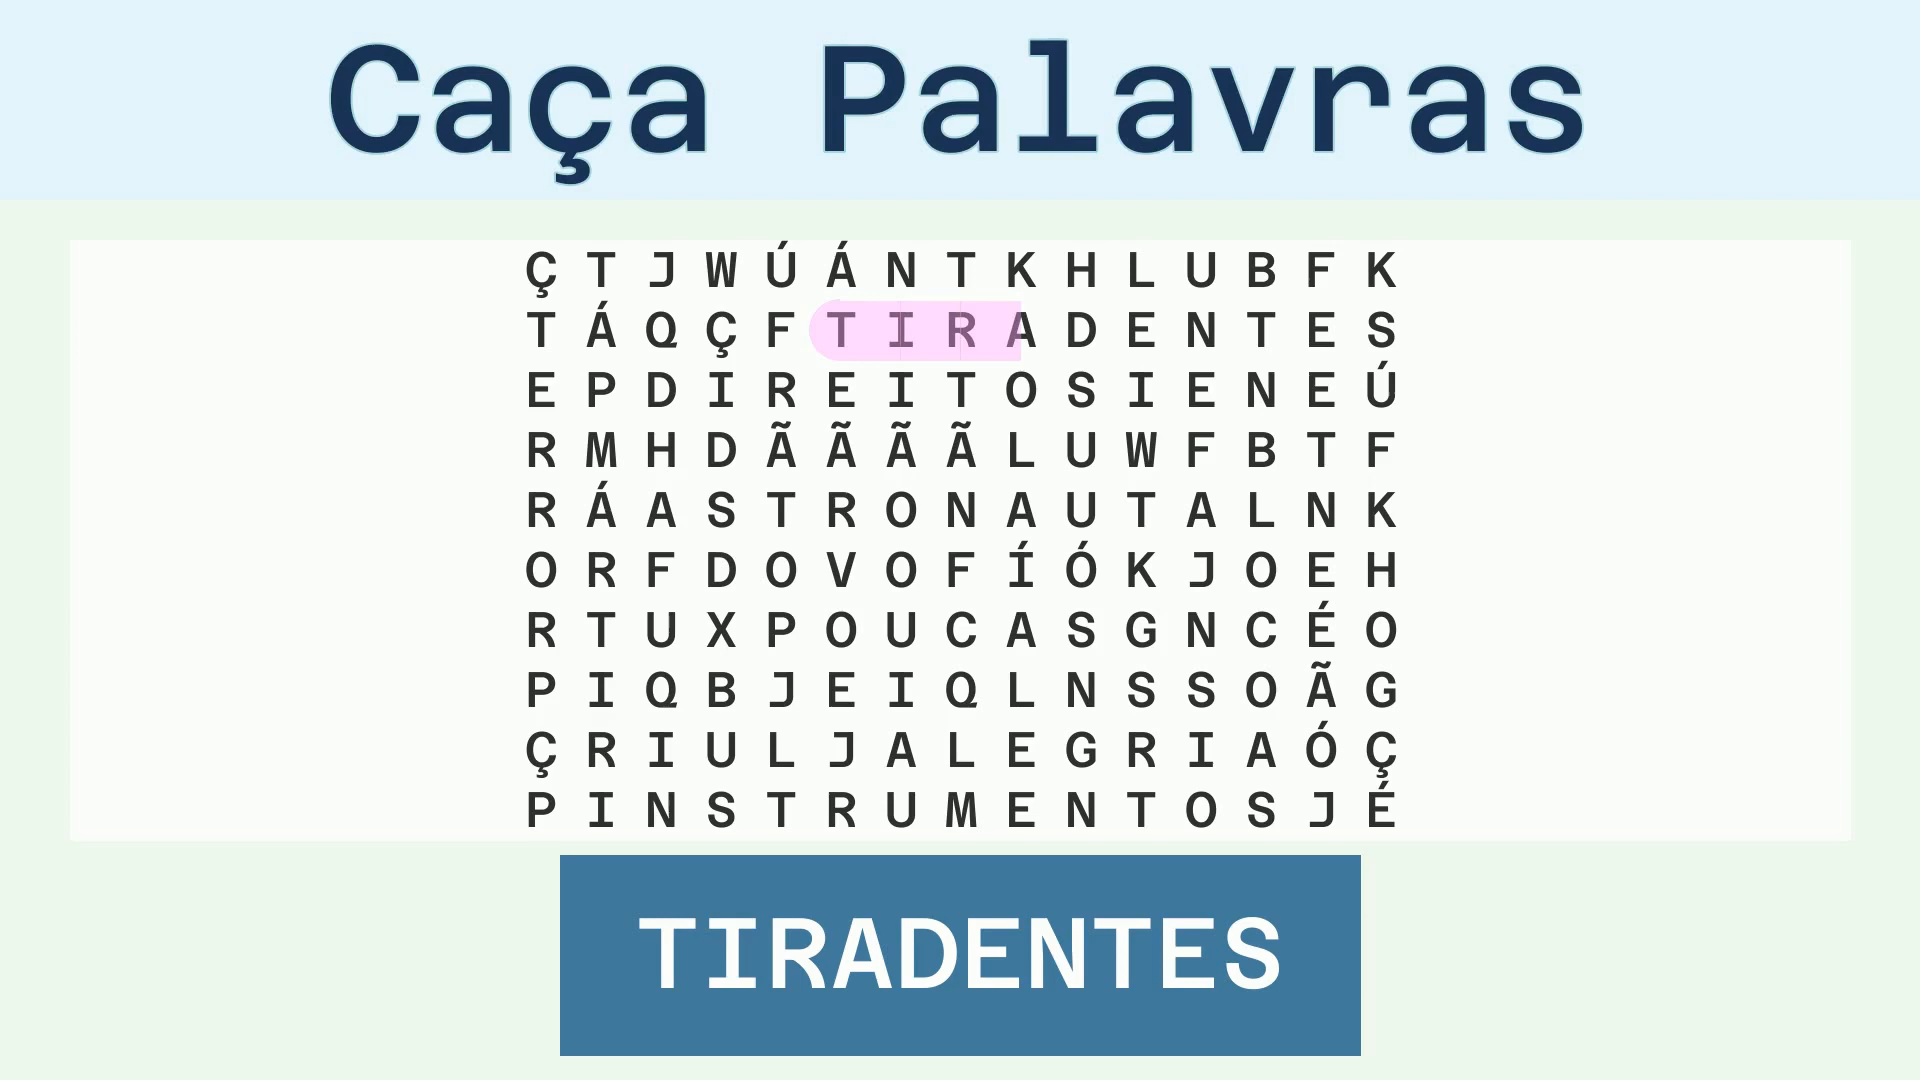 Caça Palavras
Ç T J W Ú Á N T K H L U B F K
T Á Q Ç F T I R A D E N T E S
E P D I R E I T O S I E N E Ú
R M H D Ã Ã Ã Ã L U W F B T F
R Á A S T R O N A U T A L N K
O R F D O V O F Í Ó K J O E H
R T U X P O U C A S G N C É O
P I Q B J E I Q L N S S O Ã G
Ç R I U L J A L E G R I A Ó Ç
P I N S T R U M E N T O S J É
TIRADENTES